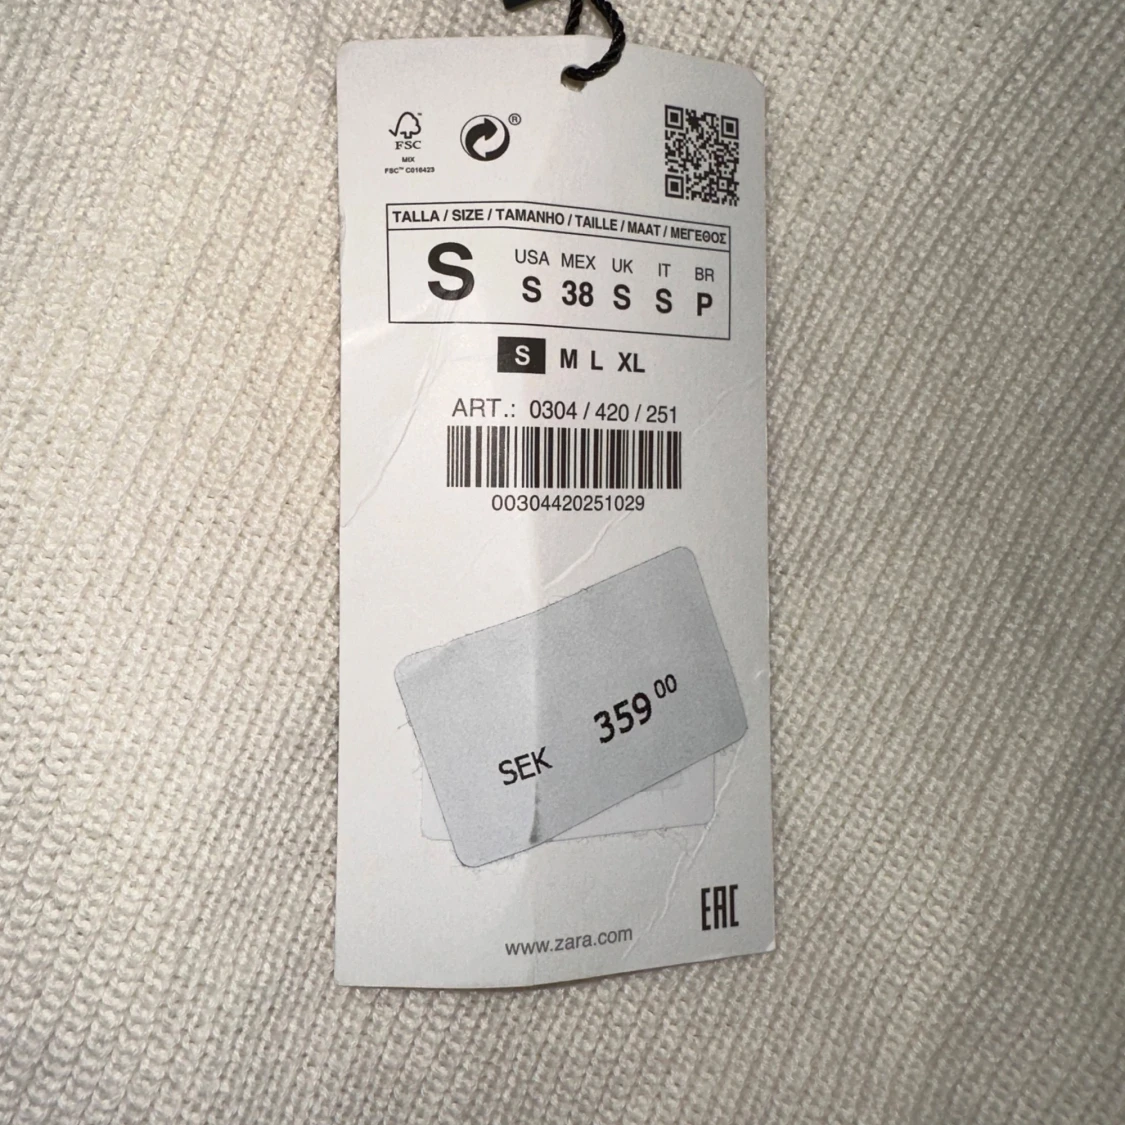 FSC
MIX
FSC™ C016423
®
TALLA / SIZE / TAMANHO / TAILLE / MAAT / ΜΕΓΕΘΟΣ
S
USA MEX UK IT BR
S 38 S S P
S M L XL
ART.: 0304 / 420 / 251
00304420251029
SEK 359 00
www.zara.com
EAC